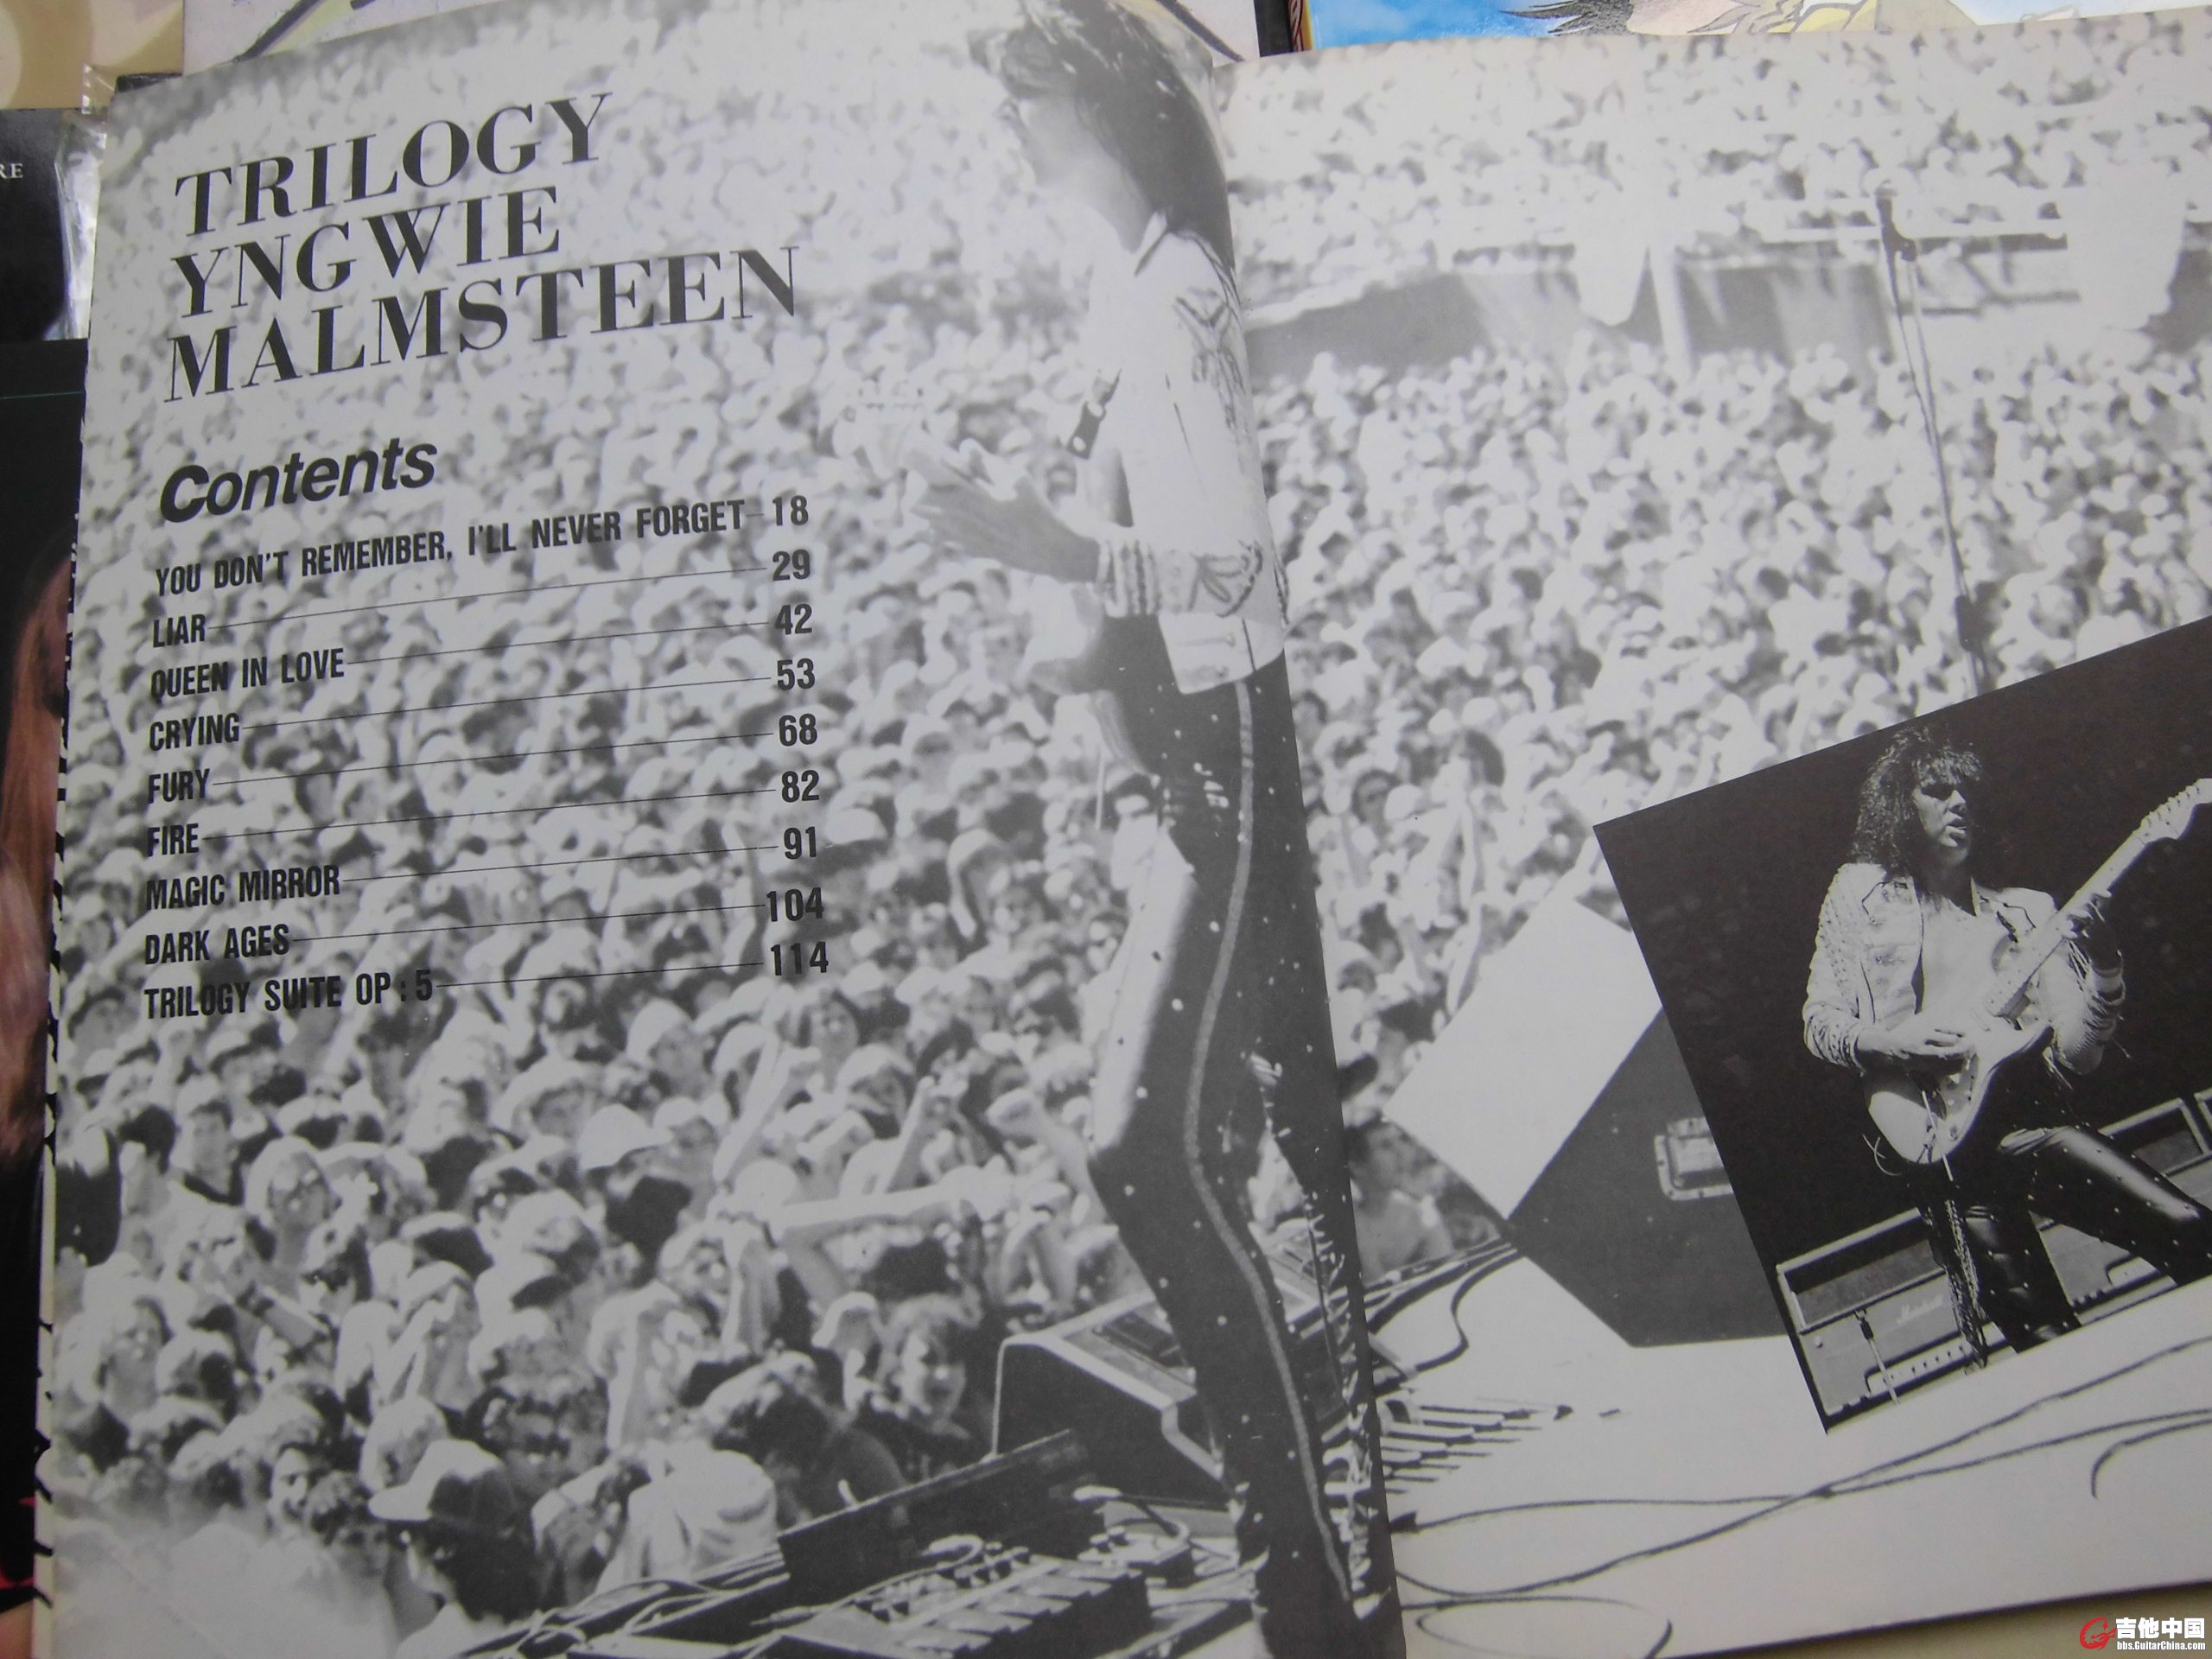 RE
TRILOGY
YNGWIE
MALMSTEEN
Contents
YOU DON'T REMEMBER, I'LL NEVER FORGET 18
LIAR 29
QUEEN IN LOVE 42
CRYING 53
FURY 68
FIRE 82
MAGIC MIRROR 91
DARK AGES 104
TRILOGY SUITE OP : 5 114
Marshall
吉他中国
bbs.GuitarChina.com